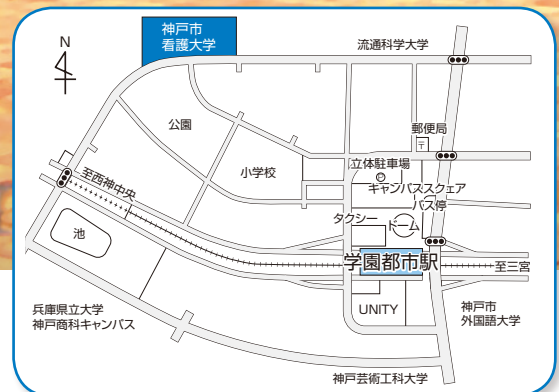 神戸市
看護大学
N
流通科学大学
公園
郵便局
〒
立体駐車場
P
小学校
キャンパススクェア
バス停
至西神中央
タクシー
ドーム
池
学園都市駅
至三宮
兵庫県立大学
神戸商科キャンパス
UNITY
神戸市
外国語大学
神戸芸術工科大学